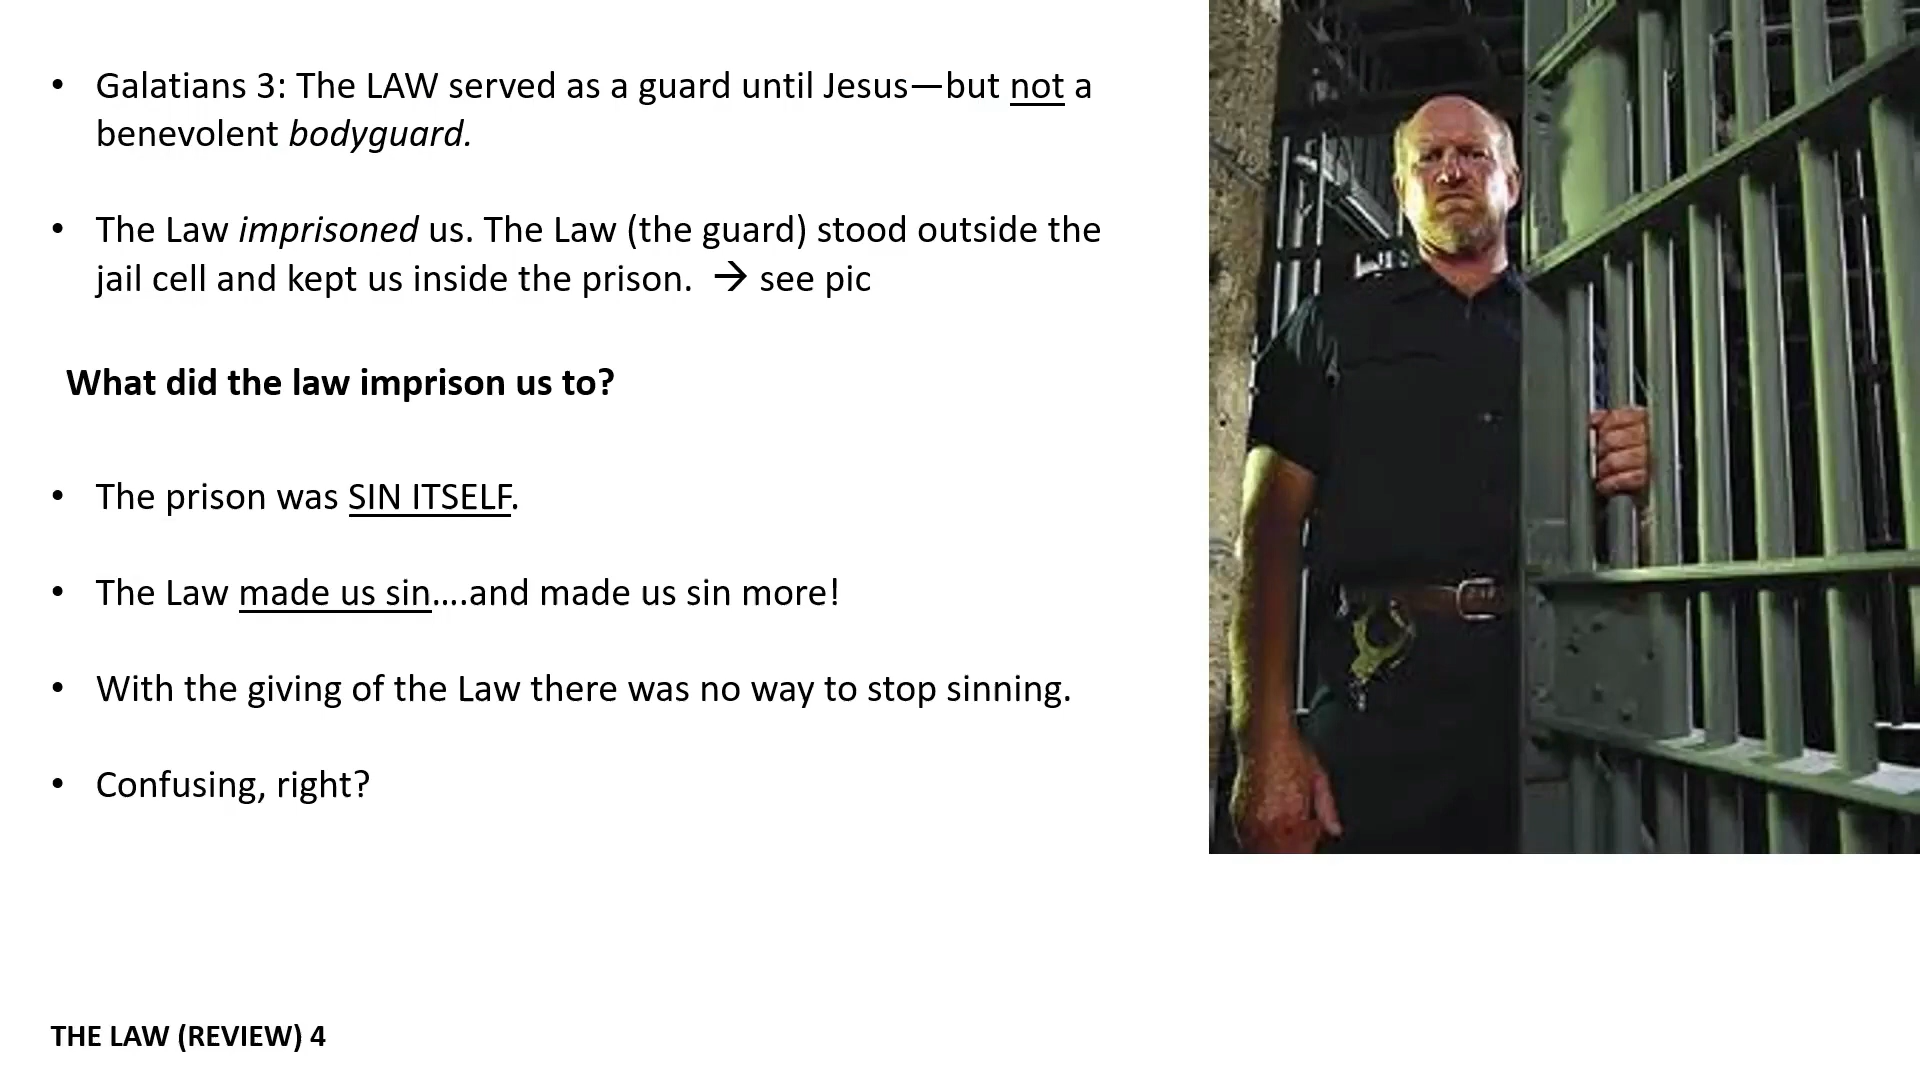 • Galatians 3: The LAW served as a guard until Jesus—but not a
benevolent bodyguard.
• The Law imprisoned us. The Law (the guard) stood outside the
jail cell and kept us inside the prison. → see pic
What did the law imprison us to?
• The prison was SIN ITSELF.
• The Law made us sin....and made us sin more!
• With the giving of the Law there was no way to stop sinning.
• Confusing, right?
THE LAW (REVIEW) 4